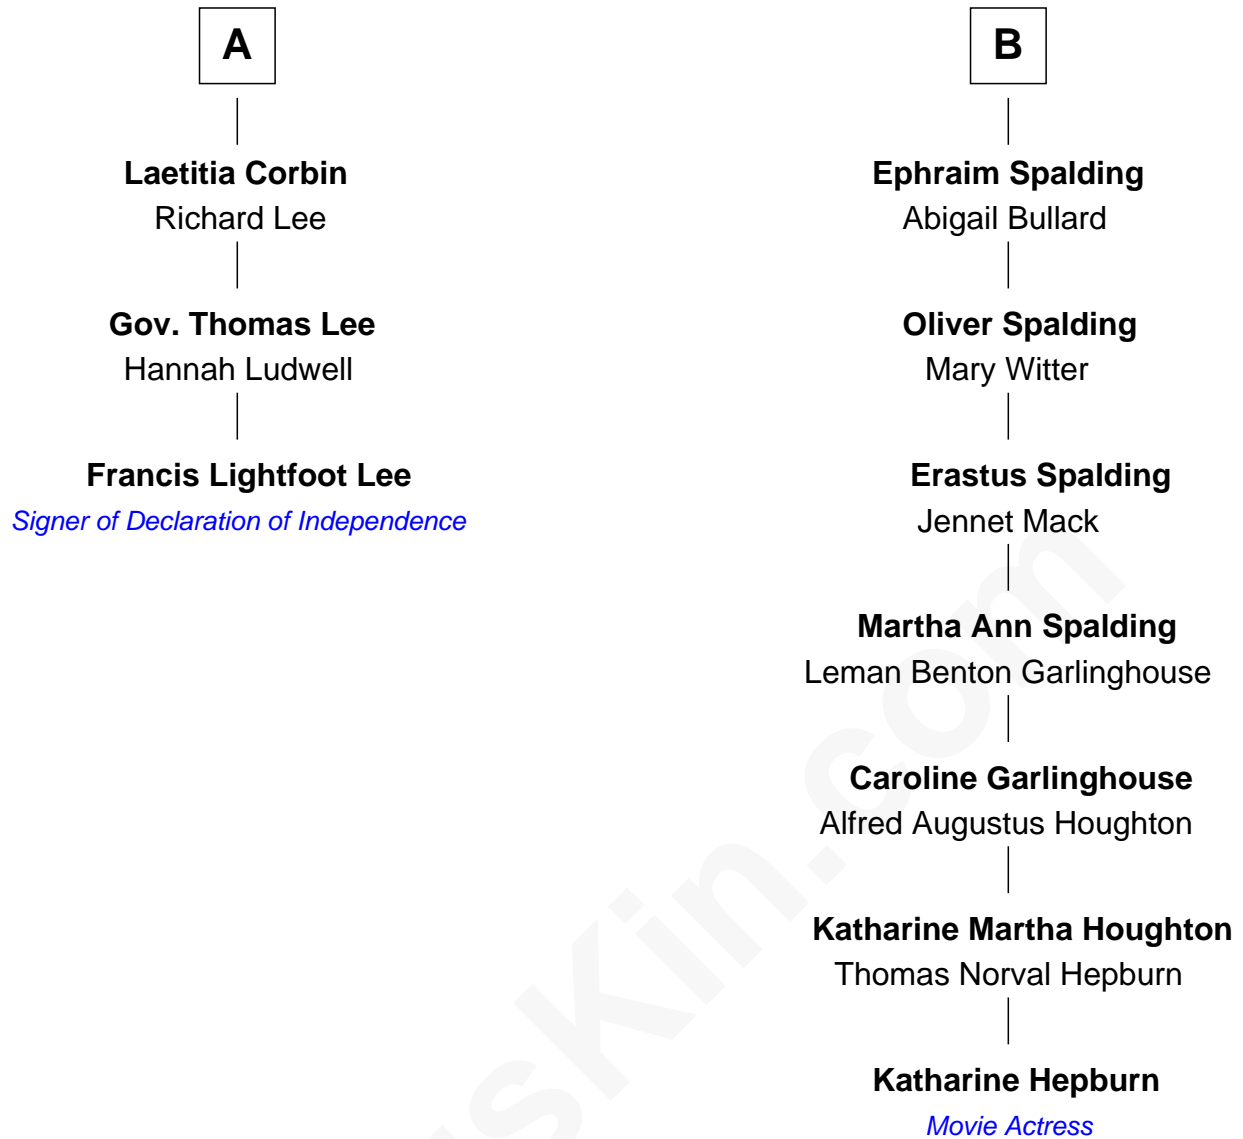 A
Laetitia Corbin
Richard Lee
Gov. Thomas Lee
Hannah Ludwell
Francis Lightfoot Lee
Signer of Declaration of Independence
B
Ephraim Spalding
Abigail Bullard
Oliver Spalding
Mary Witter
Erastus Spalding
Jennet Mack
Martha Ann Spalding
Leman Benton Garlinghouse
Caroline Garlinghouse
Alfred Augustus Houghton
Katharine Martha Houghton
Thomas Norval Hepburn
Katharine Hepburn
Movie Actress
sKin.com